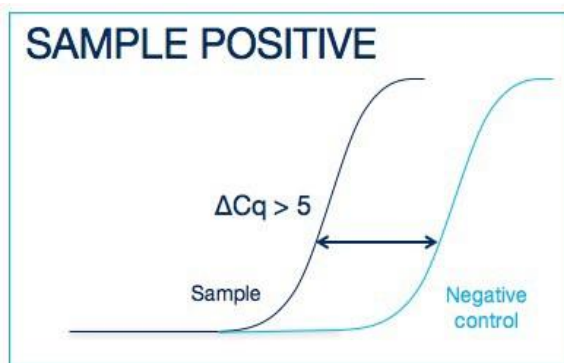 SAMPLE POSITIVE
ΔCq > 5
Sample
Negative
control